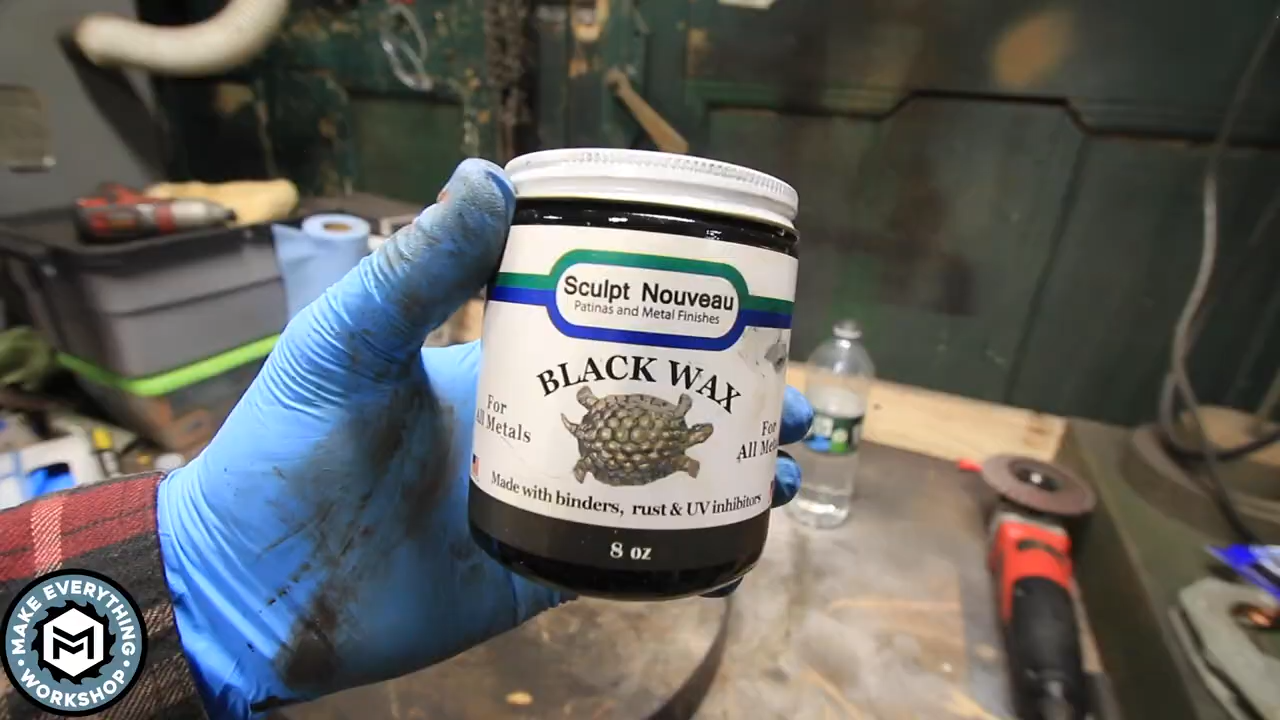 Sculpt Nouveau
Patinas and Metal Finishes
BLACK WAX
For
All Metals
For
All
Made with binders, rust & UV inhibitors
8 oz
MAKE EVERYTHING
WORKSHOP